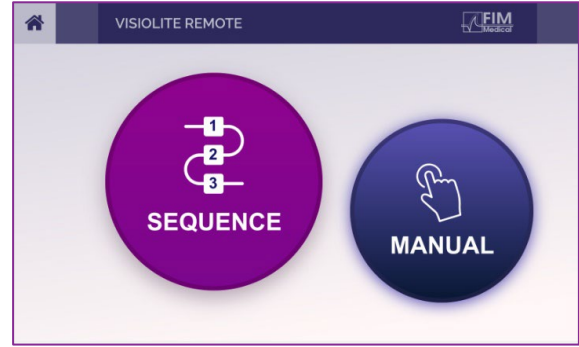 VISIOLITE REMOTE
FIM
Medical
1
2
3
SEQUENCE
MANUAL